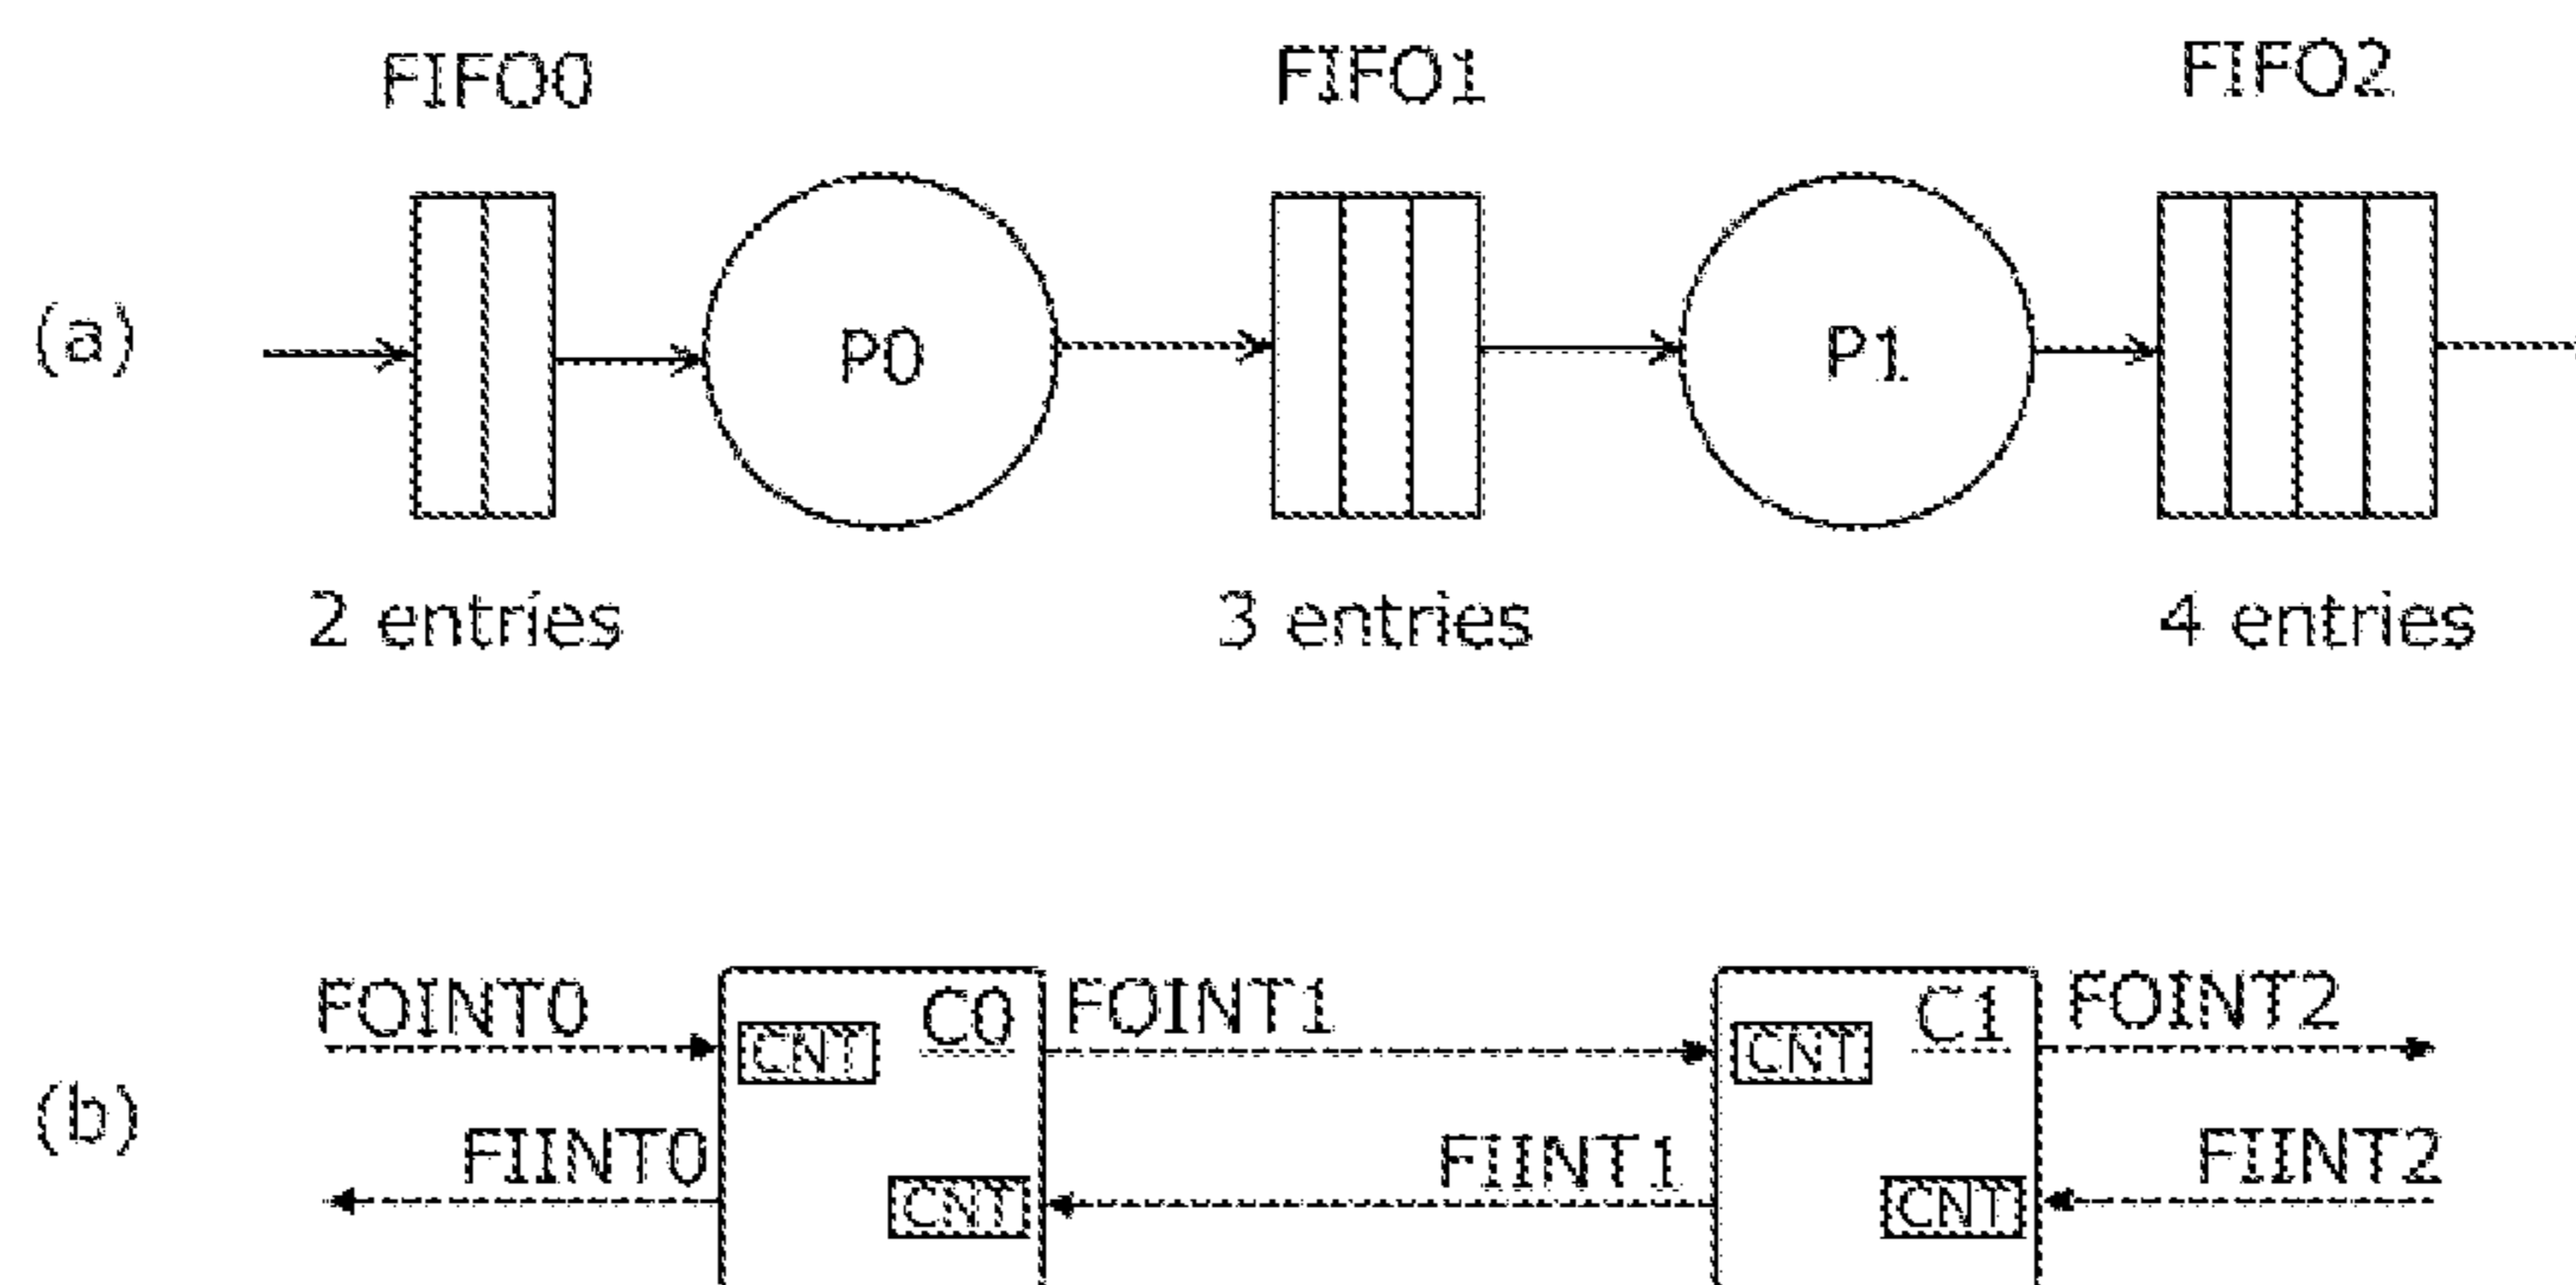 FIFO0 FIFO1 FIFO2
(a) P0 P1
2 entries 3 entries 4 entries
FOINT0 C0 FOINT1 C1 FOINT2
CNT CNT
(b)
FIINT0 FIINT1 FIINT2
CNT CNT